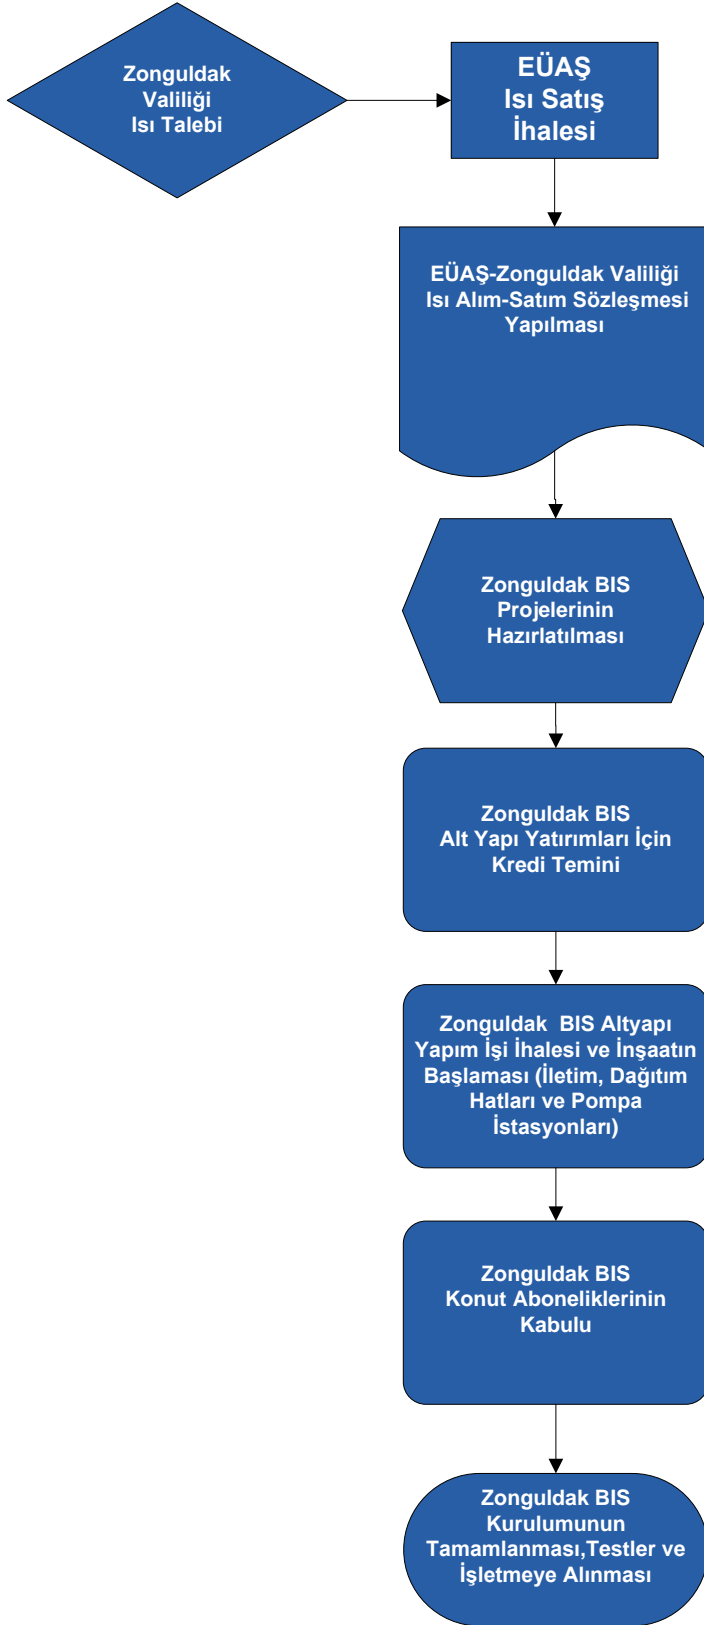 Zonguldak
Valiliği
Isı Talebi
EÜAŞ
Isı Satış
İhalesi
EÜAŞ-Zonguldak Valiliği
Isı Alım-Satım Sözleşmesi
Yapılması
Zonguldak BIS
Projelerinin
Hazırlatılması
Zonguldak BIS
Alt Yapı Yatırımları İçin
Kredi Temini
Zonguldak  BIS Altyapı
Yapım İşi İhalesi ve İnşaatın
Başlaması (İletim, Dağıtım
Hatları ve Pompa
İstasyonları)
Zonguldak BIS
Konut Aboneliklerinin
Kabulu
Zonguldak BIS
Kurulumunun
Tamamlanması,Testler ve
İşletmeye Alınması